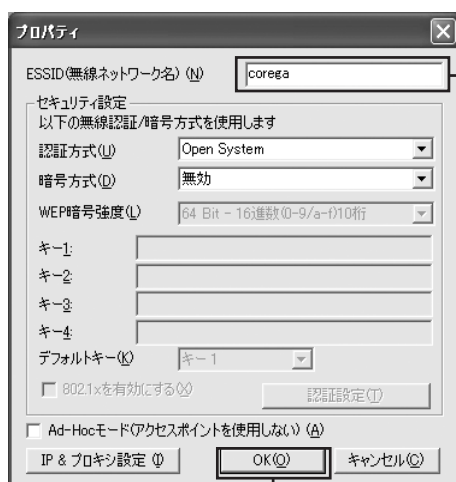 プロパティ
ESSID(無線ネットワーク名) (N) corega
セキュリティ設定
以下の無線認証/暗号方式を使用します
認証方式(U) Open System
暗号方式(D) 無効
WEP暗号強度(L) 64 Bit - 16進数(0-9/a-f)10桁
キー1:
キー2:
キー3:
キー4:
デフォルトキー(K) キー 1
802.1xを有効にする(X) 認証設定(T)
Ad-Hocモード(アクセスポイントを使用しない) (A)
IP & プロキシ設定 (I) OK(O) キャンセル(C)